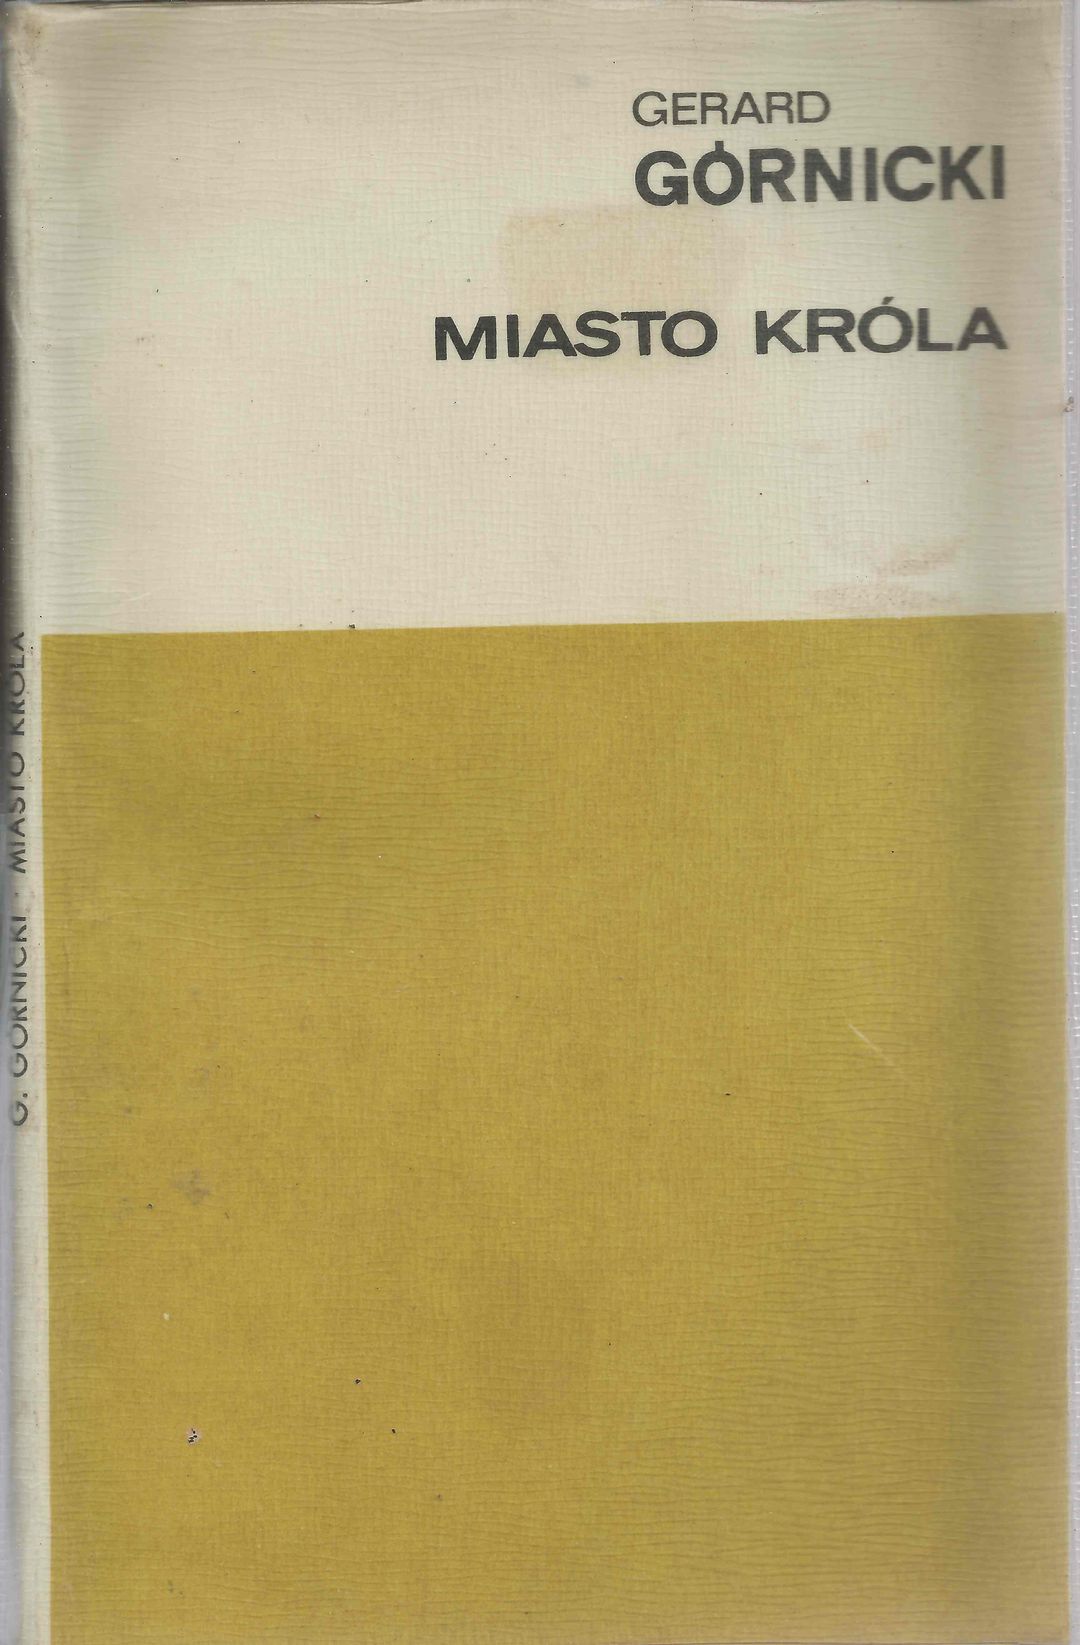 GERARD
GÓRNICKI
MIASTO KRÓLA
G. GÓRNICKI · MIASTO KRÓLA